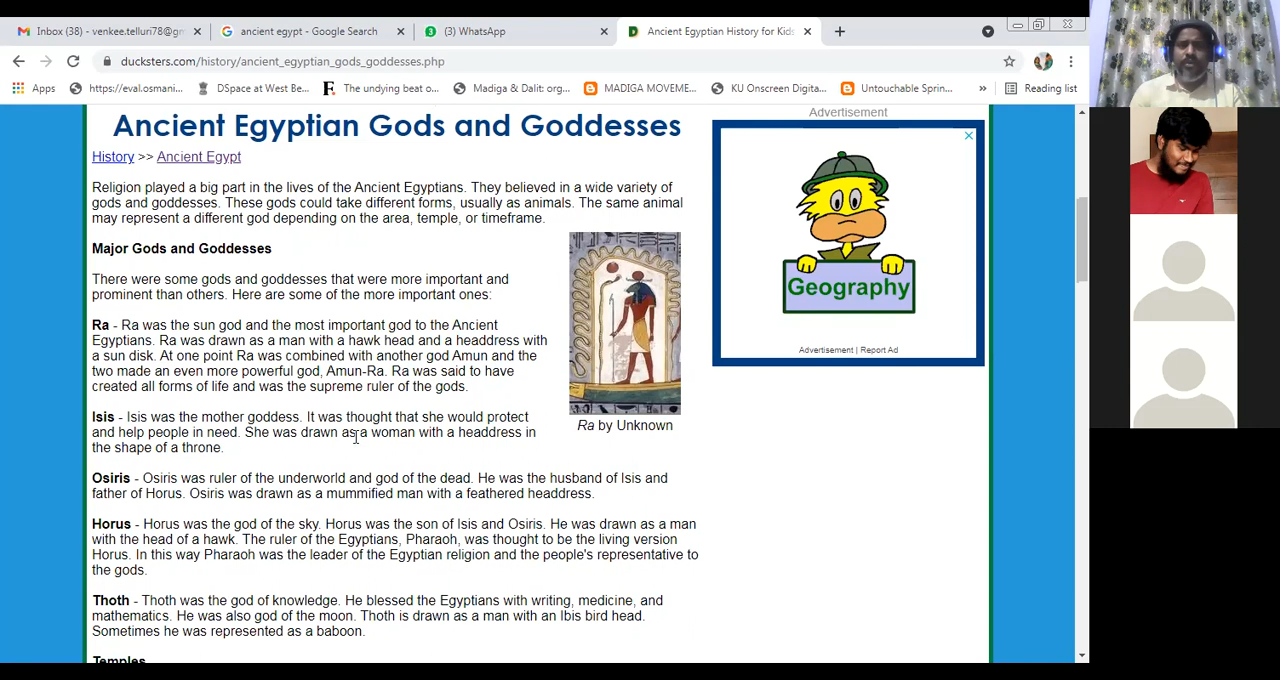 Inbox (38) - venkee.telluri78@gm
ancient egypt - Google Search
(3) WhatsApp
Ancient Egyptian History for Kids
ducksters.com/history/ancient_egyptian_gods_goddesses.php
Apps
https://eval.osmani...
DSpace at West Be...
The undying beat o...
Madiga & Dalit: org...
MADIGA MOVEME...
KU Onscreen Digita...
Untouchable Sprin...
»
Reading list
Ancient Egyptian Gods and Goddesses
History >> Ancient Egypt
Religion played a big part in the lives of the Ancient Egyptians. They believed in a wide variety of
gods and goddesses. These gods could take different forms, usually as animals. The same animal
may represent a different god depending on the area, temple, or timeframe.
Major Gods and Goddesses
There were some gods and goddesses that were more important and
prominent than others. Here are some of the more important ones:
Ra - Ra was the sun god and the most important god to the Ancient
Egyptians. Ra was drawn as a man with a hawk head and a headdress with
a sun disk. At one point Ra was combined with another god Amun and the
two made an even more powerful god, Amun-Ra. Ra was said to have
created all forms of life and was the supreme ruler of the gods.
Isis - Isis was the mother goddess. It was thought that she would protect
and help people in need. She was drawn as a woman with a headdress in
the shape of a throne.
Ra by Unknown
Osiris - Osiris was ruler of the underworld and god of the dead. He was the husband of Isis and
father of Horus. Osiris was drawn as a mummified man with a feathered headdress.
Horus - Horus was the god of the sky. Horus was the son of Isis and Osiris. He was drawn as a man
with the head of a hawk. The ruler of the Egyptians, Pharaoh, was thought to be the living version
Horus. In this way Pharaoh was the leader of the Egyptian religion and the people's representative to
the gods.
Thoth - Thoth was the god of knowledge. He blessed the Egyptians with writing, medicine, and
mathematics. He was also god of the moon. Thoth is drawn as a man with an Ibis bird head.
Sometimes he was represented as a baboon.
Temples
Advertisement
Geography
Advertisement | Report Ad